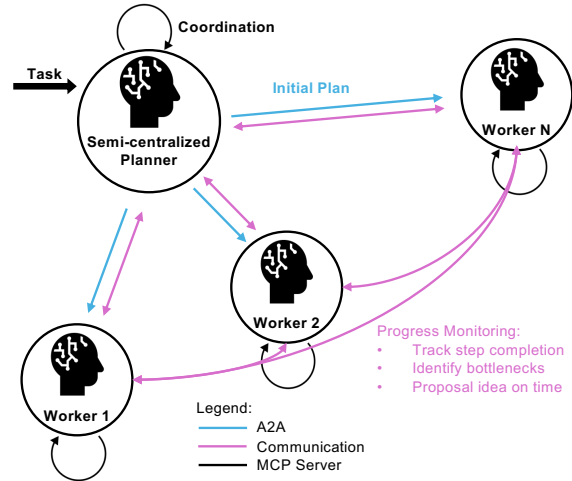 Coordination
Task
Initial Plan
Semi-centralized
Planner
Worker N
Worker 2
Worker 1
Progress Monitoring:
• Track step completion
• Identify bottlenecks
• Proposal idea on time
Legend:
A2A
Communication
MCP Server